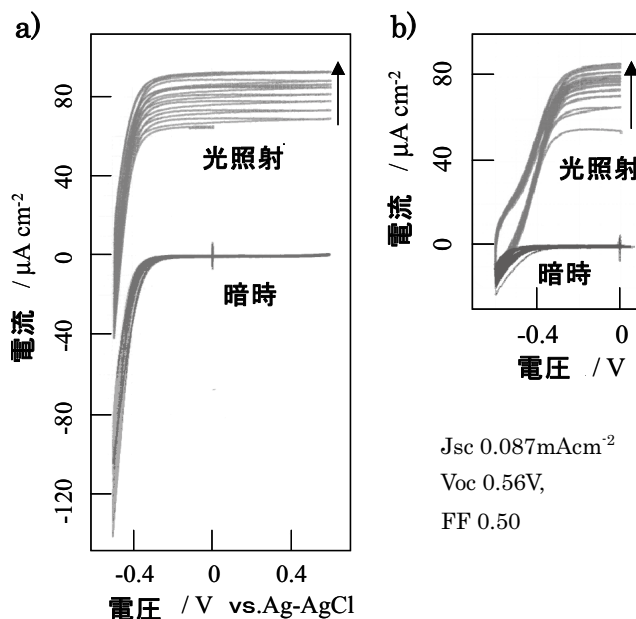 a)
80
40
0
-40
-80
-120
電流 / μA cm-2
光照射
暗時
-0.4 0 0.4
電圧 / V vs.Ag-AgCl
b)
80
40
0
電流 / μA cm-2
光照射
暗時
-0.4 0
電圧 / V
Jsc 0.087mAcm-2
Voc 0.56V,
FF 0.50